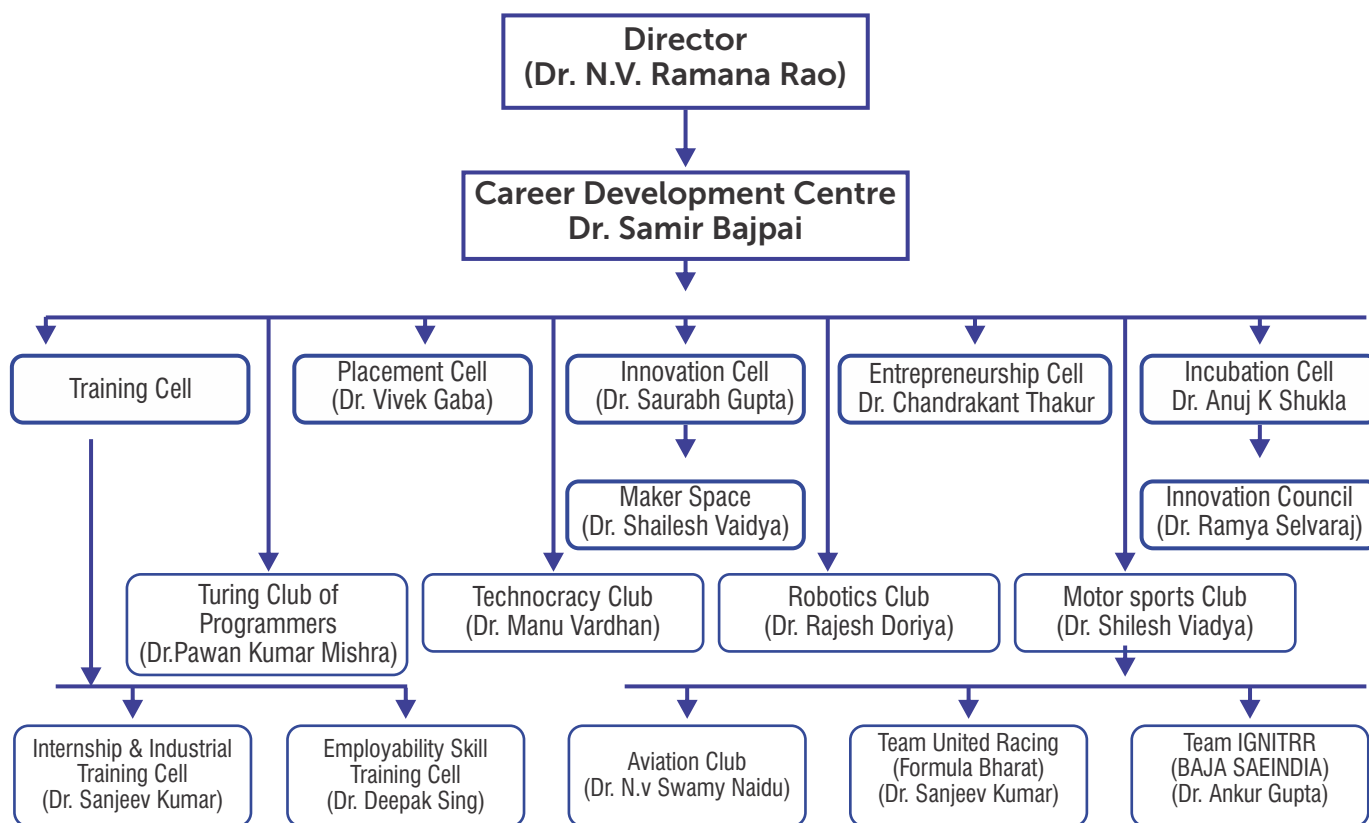 Director
(Dr. N.V. Ramana Rao)
Career Development Centre
Dr. Samir Bajpai
Training Cell
Placement Cell
(Dr. Vivek Gaba)
Innovation Cell
(Dr. Saurabh Gupta)
Entrepreneurship Cell
Dr. Chandrakant Thakur
Incubation Cell
Dr. Anuj K Shukla
Maker Space
(Dr. Shailesh Vaidya)
Innovation Council
(Dr. Ramya Selvaraj)
Turing Club of
Programmers
(Dr.Pawan Kumar Mishra)
Technocracy Club
(Dr. Manu Vardhan)
Robotics Club
(Dr. Rajesh Doriya)
Motor sports Club
(Dr. Shilesh Viadya)
Internship & Industrial
Training Cell
(Dr. Sanjeev Kumar)
Employability Skill
Training Cell
(Dr. Deepak Sing)
Aviation Club
(Dr. N.v Swamy Naidu)
Team United Racing
(Formula Bharat)
(Dr. Sanjeev Kumar)
Team IGNITRR
(BAJA SAEINDIA)
(Dr. Ankur Gupta)